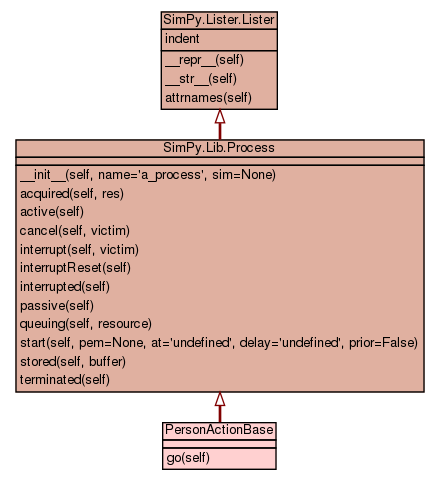 SimPy.Lister.Lister
indent
__repr__(self)
__str__(self)
attrnames(self)
SimPy.Lib.Process
__init__(self, name='a_process', sim=None)
acquired(self, res)
active(self)
cancel(self, victim)
interrupt(self, victim)
interruptReset(self)
interrupted(self)
passive(self)
queuing(self, resource)
start(self, pem=None, at='undefined', delay='undefined', prior=False)
stored(self, buffer)
terminated(self)
PersonActionBase
go(self)